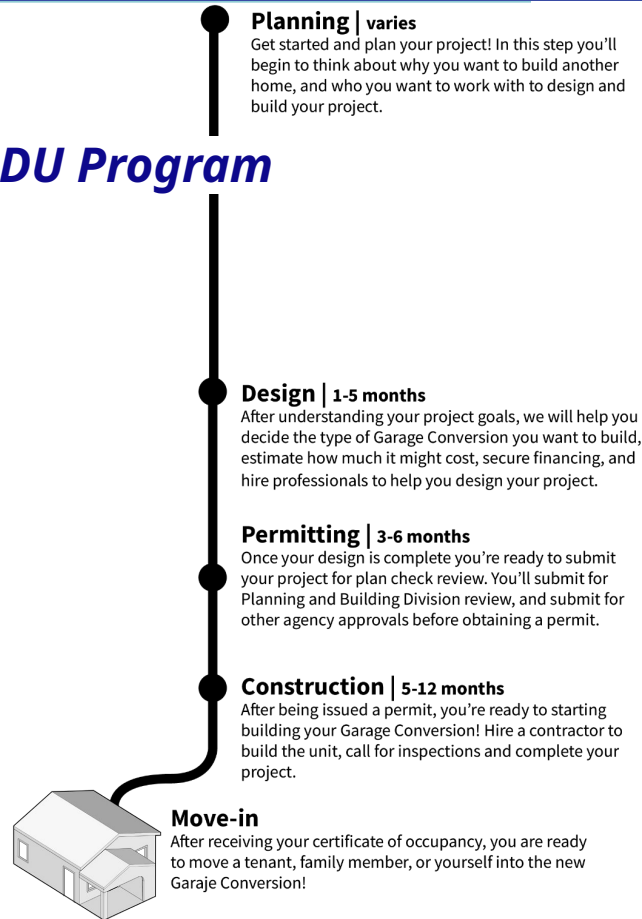 Planning | varies
Get started and plan your project! In this step you’ll
begin to think about why you want to build another
home, and who you want to work with to design and
build your project.
DU Program
Design | 1-5 months
After understanding your project goals, we will help you
decide the type of Garage Conversion you want to build,
estimate how much it might cost, secure financing, and
hire professionals to help you design your project.
Permitting | 3-6 months
Once your design is complete you’re ready to submit
your project for plan check review. You’ll submit for
Planning and Building Division review, and submit for
other agency approvals before obtaining a permit.
Construction | 5-12 months
After being issued a permit, you’re ready to starting
building your Garage Conversion! Hire a contractor to
build the unit, call for inspections and complete your
project.
Move-in
After receiving your certificate of occupancy, you are ready
to move a tenant, family member, or yourself into the new
Garaje Conversion!